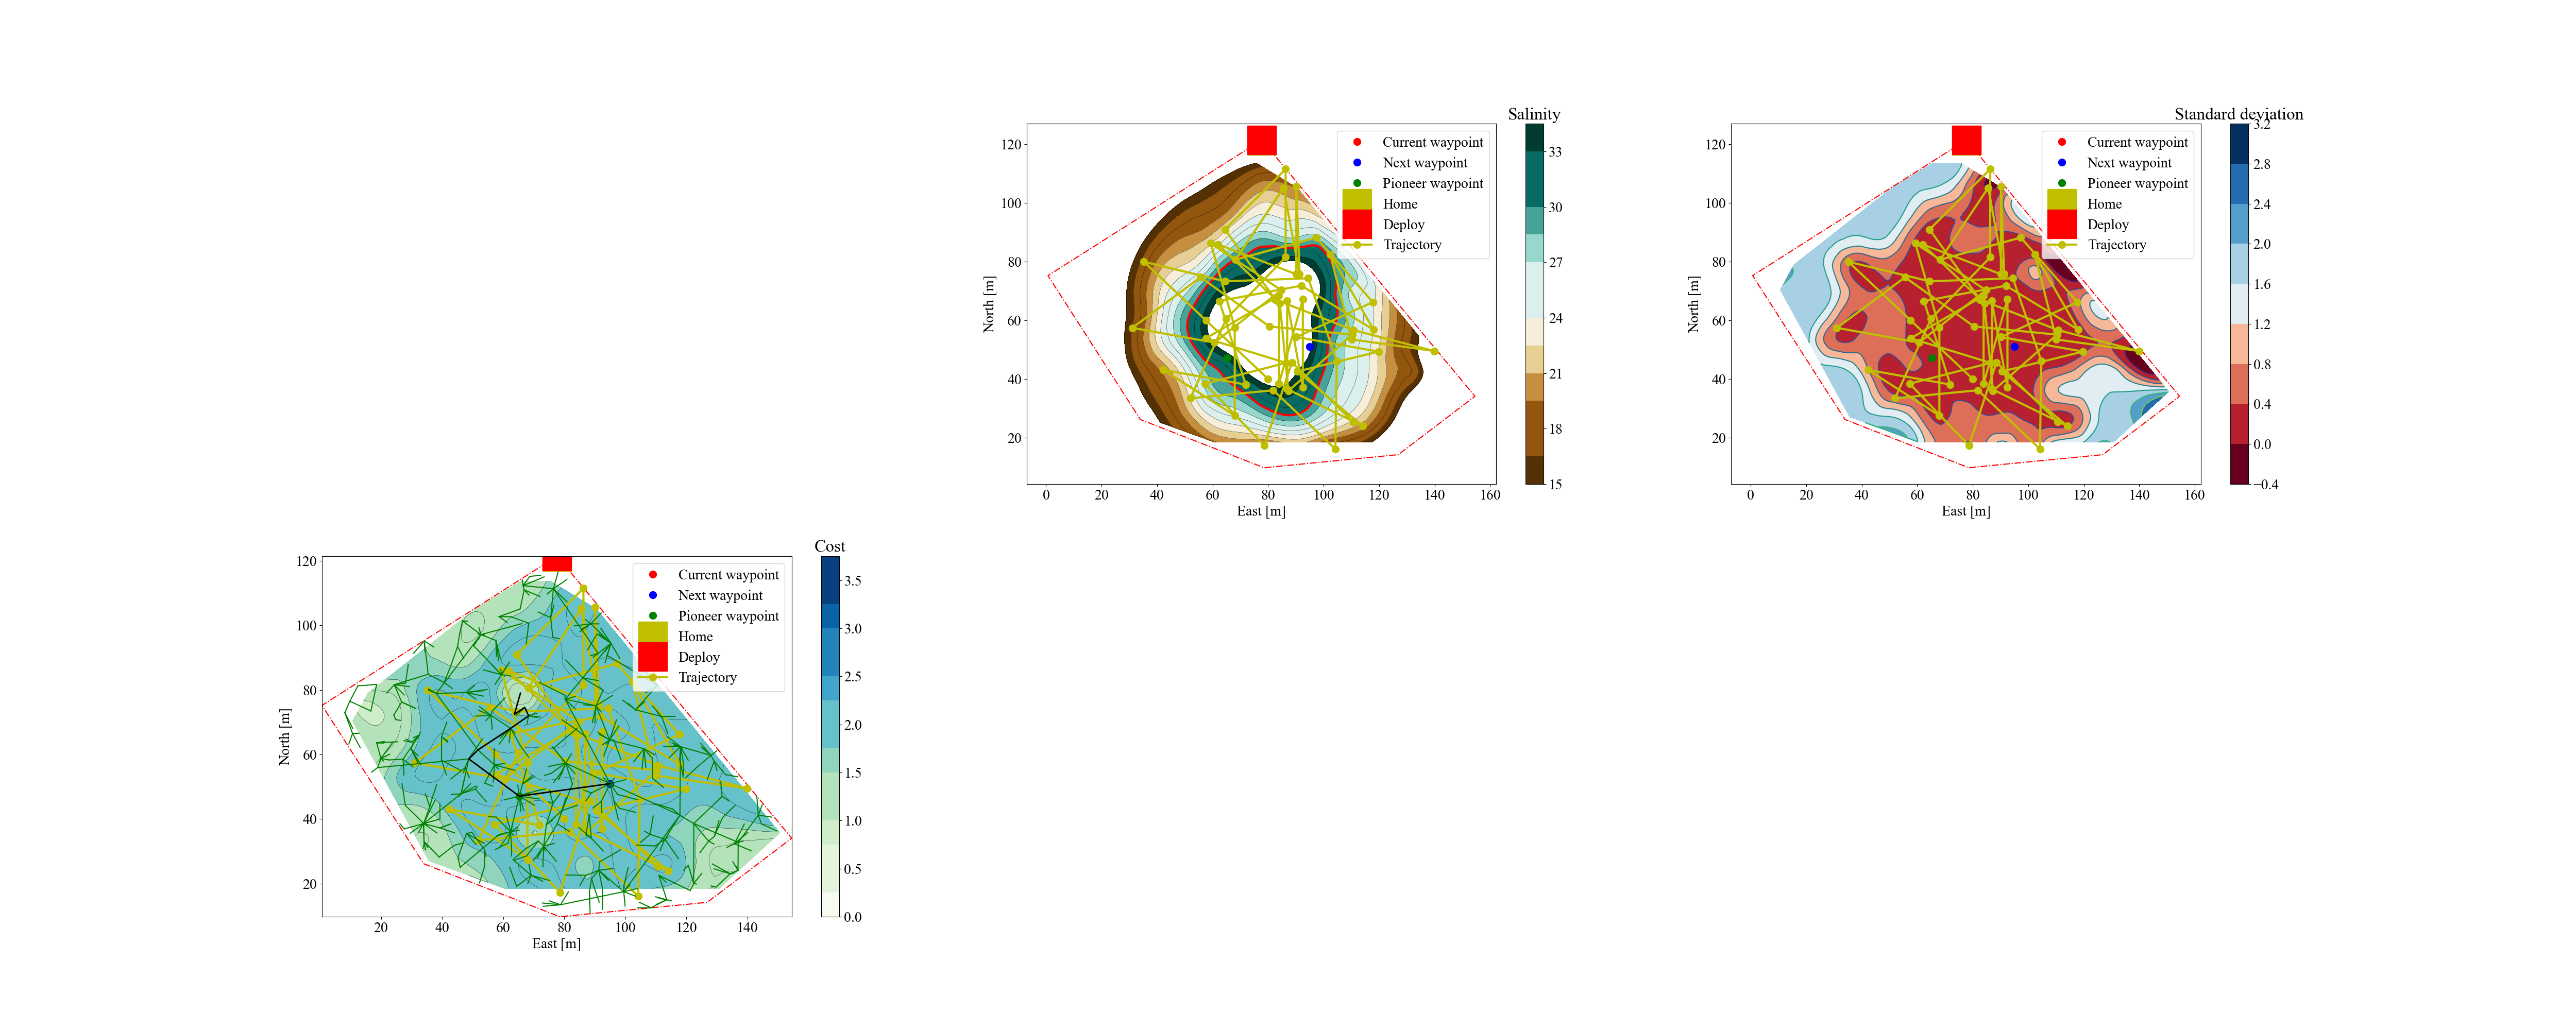 Salinity
120
100
80
60
40
20
North [m]
0 20 40 60 80 100 120 140 160
East [m]
Current waypoint
Next waypoint
Pioneer waypoint
Home
Deploy
Trajectory
33
30
27
24
21
18
15
Standard deviation
120
100
80
60
40
20
North [m]
0 20 40 60 80 100 120 140 160
East [m]
Current waypoint
Next waypoint
Pioneer waypoint
Home
Deploy
Trajectory
3.2
2.8
2.4
2.0
1.6
1.2
0.8
0.4
0.0
−0.4
Cost
120
100
80
60
40
20
North [m]
20 40 60 80 100 120 140
East [m]
Current waypoint
Next waypoint
Pioneer waypoint
Home
Deploy
Trajectory
3.5
3.0
2.5
2.0
1.5
1.0
0.5
0.0